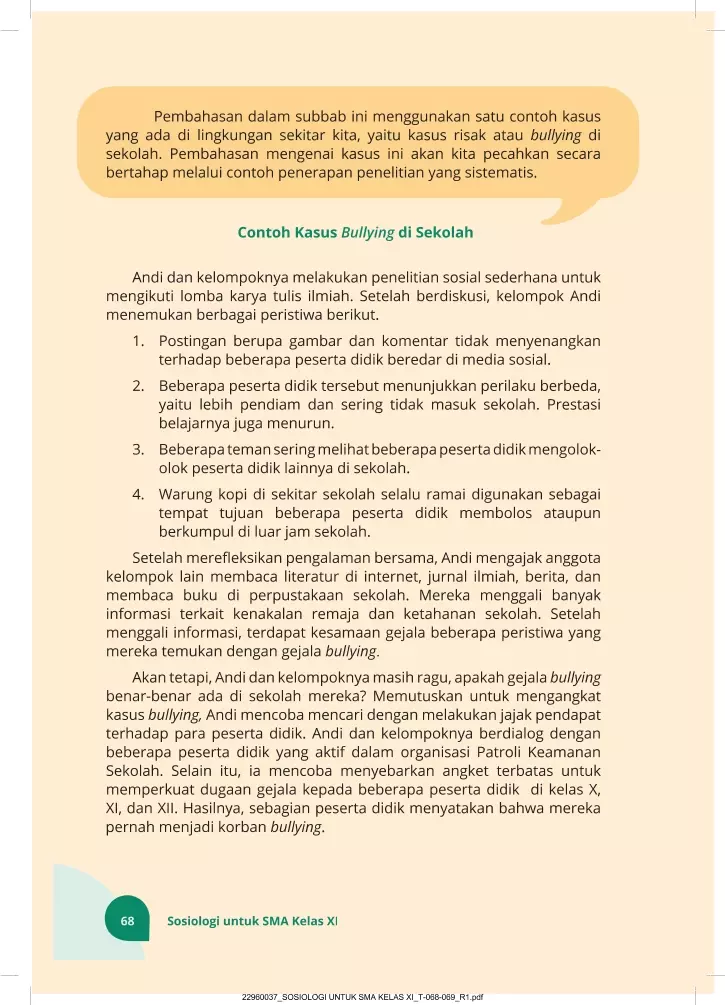 Pembahasan dalam subbab ini menggunakan satu contoh kasus
yang ada di lingkungan sekitar kita, yaitu kasus risak atau bullying di
sekolah. Pembahasan mengenai kasus ini akan kita pecahkan secara
bertahap melalui contoh penerapan penelitian yang sistematis.
Contoh Kasus Bullying di Sekolah
Andi dan kelompoknya melakukan penelitian sosial sederhana untuk
mengikuti lomba karya tulis ilmiah. Setelah berdiskusi, kelompok Andi
menemukan berbagai peristiwa berikut.
1. Postingan berupa gambar dan komentar tidak menyenangkan
terhadap beberapa peserta didik beredar di media sosial.
2. Beberapa peserta didik tersebut menunjukkan perilaku berbeda,
yaitu lebih pendiam dan sering tidak masuk sekolah. Prestasi
belajarnya juga menurun.
3. Beberapa teman sering melihat beberapa peserta didik mengolok-
olok peserta didik lainnya di sekolah.
4. Warung kopi di sekitar sekolah selalu ramai digunakan sebagai
tempat tujuan beberapa peserta didik membolos ataupun
berkumpul di luar jam sekolah.
Setelah merefleksikan pengalaman bersama, Andi mengajak anggota
kelompok lain membaca literatur di internet, jurnal ilmiah, berita, dan
membaca buku di perpustakaan sekolah. Mereka menggali banyak
informasi terkait kenakalan remaja dan ketahanan sekolah. Setelah
menggali informasi, terdapat kesamaan gejala beberapa peristiwa yang
mereka temukan dengan gejala bullying.
Akan tetapi, Andi dan kelompoknya masih ragu, apakah gejala bullying
benar-benar ada di sekolah mereka? Memutuskan untuk mengangkat
kasus bullying, Andi mencoba mencari dengan melakukan jajak pendapat
terhadap para peserta didik. Andi dan kelompoknya berdialog dengan
beberapa peserta didik yang aktif dalam organisasi Patroli Keamanan
Sekolah. Selain itu, ia mencoba menyebarkan angket terbatas untuk
memperkuat dugaan gejala kepada beberapa peserta didik di kelas X,
XI, dan XII. Hasilnya, sebagian peserta didik menyatakan bahwa mereka
pernah menjadi korban bullying.
68 Sosiologi untuk SMA Kelas XI
22960037_SOSIOLOGI UNTUK SMA KELAS XI_T-068-069_R1.pdf